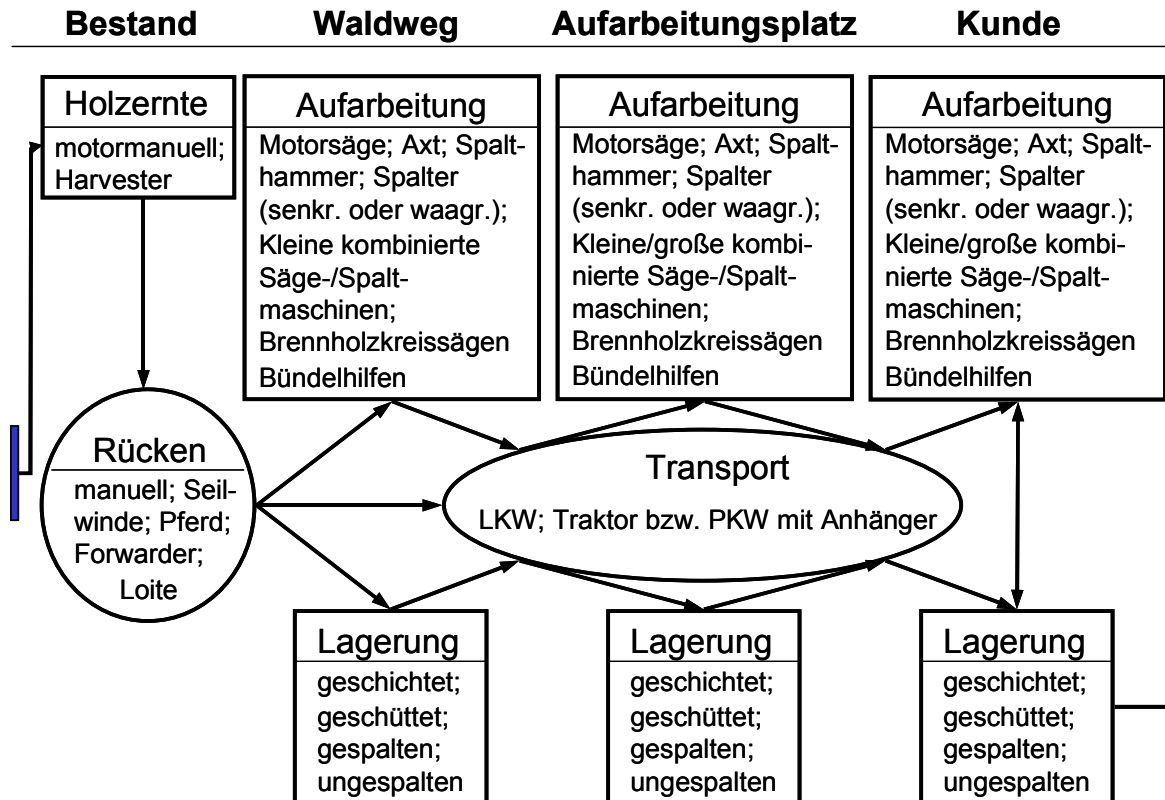 Bestand
Waldweg
Aufarbeitungsplatz
Kunde
Holzernte
motormanuell;
Harvester
Rücken
manuell; Seil-
winde; Pferd;
Forwarder;
Loite
Aufarbeitung
Motorsäge; Axt; Spalt-
hammer; Spalter
(senkr. oder waagr.);
Kleine kombinierte
Säge-/Spalt-
maschinen;
Brennholzkreissägen
Bündelhilfen
Aufarbeitung
Motorsäge; Axt; Spalt-
hammer; Spalter
(senkr. oder waagr.);
Kleine/große kombi-
nierte Säge-/Spalt-
maschinen;
Brennholzkreissägen
Bündelhilfen
Aufarbeitung
Motorsäge; Axt; Spalt-
hammer; Spalter
(senkr. oder waagr.);
Kleine/große kombi-
nierte Säge-/Spalt-
maschinen;
Brennholzkreissägen
Bündelhilfen
Transport
LKW; Traktor bzw. PKW mit Anhänger
Lagerung
geschichtet;
geschüttet;
gespalten;
ungespalten
Lagerung
geschichtet;
geschüttet;
gespalten;
ungespalten
Lagerung
geschichtet;
geschüttet;
gespalten;
ungespalten